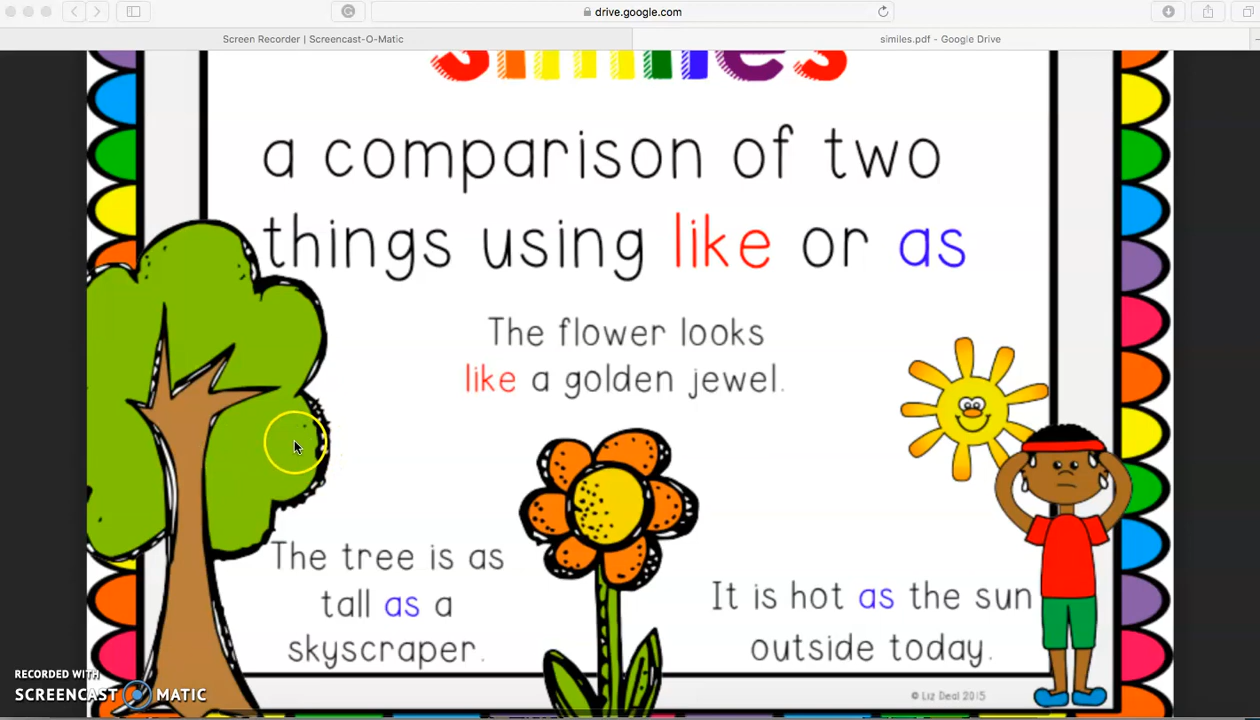 drive.google.com
Screen Recorder | Screencast-O-Matic
similes.pdf - Google Drive
similes
a comparison of two
things using like or as
The flower looks
like a golden jewel.
The tree is as
tall as a
skyscraper.
It is hot as the sun
outside today.
RECORDED WITH
SCREENCAST MATIC
© Liz Deal 2015